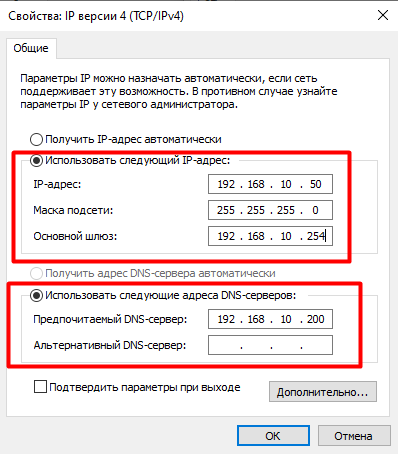 Свойства: IP версии 4 (TCP/IPv4)
Общие
Параметры IP можно назначать автоматически, если сеть
поддерживает эту возможность. В противном случае узнайте
параметры IP у сетевого администратора.
Получить IP-адрес автоматически
Использовать следующий IP-адрес:
IP-адрес: 192 . 168 . 10 . 50
Маска подсети: 255 . 255 . 255 . 0
Основной шлюз: 192 . 168 . 10 . 254
Получить адрес DNS-сервера автоматически
Использовать следующие адреса DNS-серверов:
Предпочитаемый DNS-сервер: 192 . 168 . 10 . 200
Альтернативный DNS-сервер: . . .
Подтвердить параметры при выходе
Дополнительно...
ОК Отмена